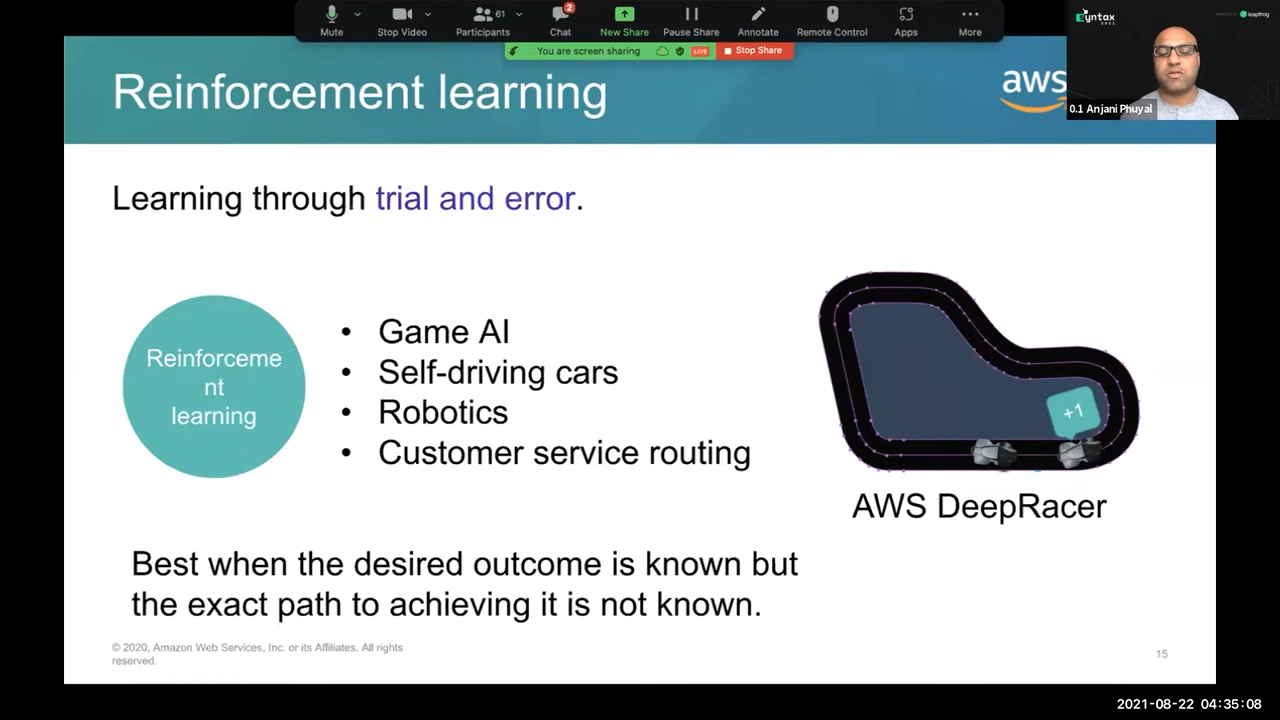 61
2
Mute
Stop Video
Participants
Chat
New Share
Pause Share
Annotate
Remote Control
Apps
More
You are screen sharing
LIVE
Stop Share
Syntax
leapfrog
0.1 Anjani Phuyal
Reinforcement learning
aws
Learning through trial and error.
Reinforceme
nt
learning
• Game AI
• Self-driving cars
• Robotics
• Customer service routing
+1
AWS DeepRacer
Best when the desired outcome is known but
the exact path to achieving it is not known.
© 2020, Amazon Web Services, Inc. or its Affiliates. All rights
reserved.
15
2021-08-22 04:35:08